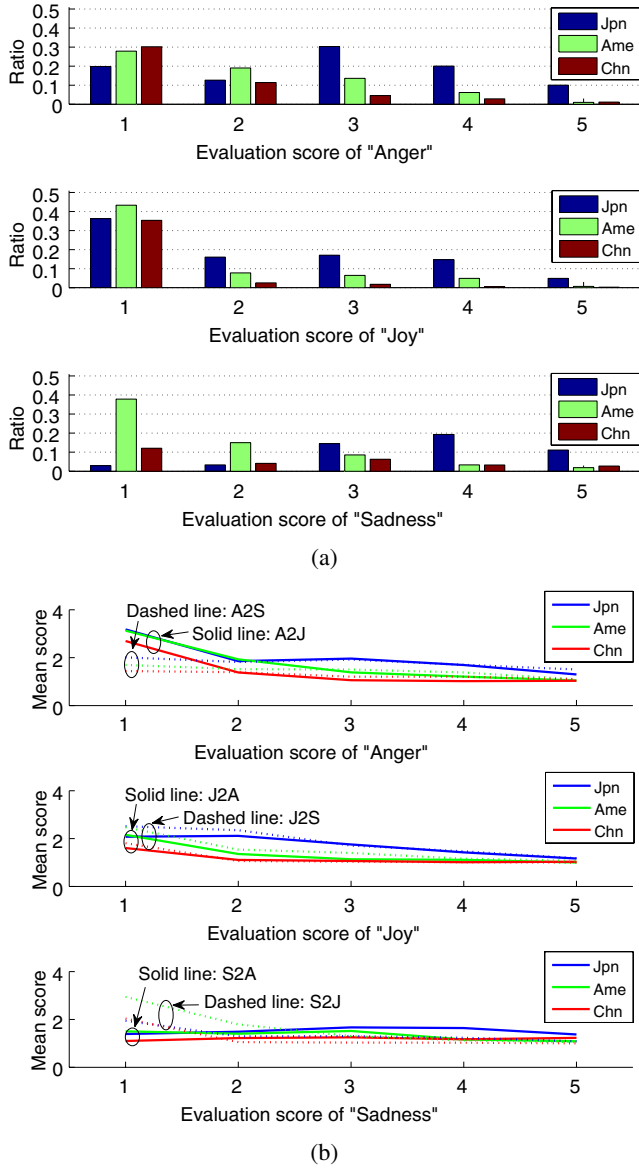 0.5
0.4
0.3
0.2
0.1
0
Ratio
Jpn
Ame
Chn
1 2 3 4 5
Evaluation score of "Anger"
0.5
0.4
0.3
0.2
0.1
0
Ratio
Jpn
Ame
Chn
1 2 3 4 5
Evaluation score of "Joy"
0.5
0.4
0.3
0.2
0.1
0
Ratio
Jpn
Ame
Chn
1 2 3 4 5
Evaluation score of "Sadness"
(a)
4
2
0
Mean score
Dashed line: A2S
Solid line: A2J
Jpn
Ame
Chn
1 2 3 4 5
Evaluation score of "Anger"
4
2
0
Mean score
Solid line: J2A
Dashed line: J2S
Jpn
Ame
Chn
1 2 3 4 5
Evaluation score of "Joy"
4
2
0
Mean score
Solid line: S2A
Dashed line: S2J
Jpn
Ame
Chn
1 2 3 4 5
Evaluation score of "Sadness"
(b)